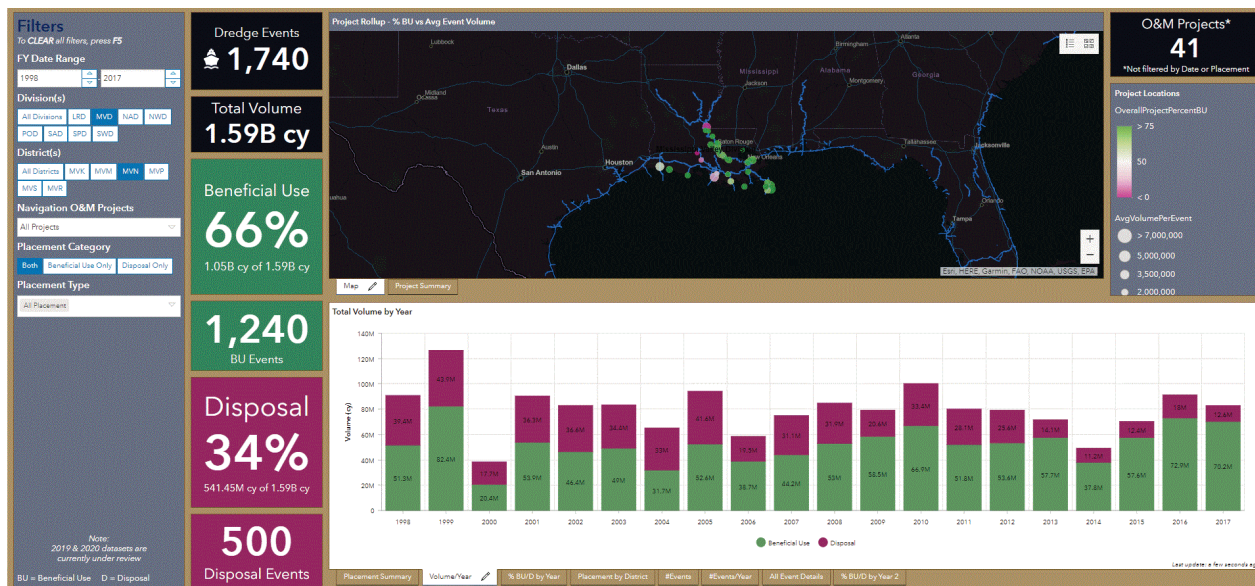 Filters
To CLEAR all filters, press F5
FY Date Range
1998
2017
Division(s)
All Divisions LRD MVD NAD NWD
POD SAD SPD SWD
District(s)
All Districts MVK MVM MVN MVP
MVS MVR
Navigation O&M Projects
All Projects
Placement Category
Both Beneficial Use Only Disposal Only
Placement Type
All Placement
Note:
2019 & 2020 datasets are
currently under review
BU = Beneficial Use D = Disposal
Dredge Events
1,740
Total Volume
1.59B cy
Beneficial Use
66%
1.05B cy of 1.59B cy
1,240
BU Events
Disposal
34%
541.45M cy of 1.59B cy
500
Disposal Events
Project Rollup - % BU vs Avg Event Volume
Lubbock
Dallas
Midland
Odessa
Texas
Austin
Houston
San Antonio
Birmingham
Atlanta
Mississippi
Alabama
Georgia
Jackson
Montgomery
Baton Rouge
New Orleans
Tallahassee
Jacksonville
Orlando
Tampa
+
−
Esri, HERE, Garmin, FAO, NOAA, USGS, EPA
Map
Project Summary
O&M Projects*
41
*Not filtered by Date or Placement
Project Locations
OverallProjectPercentBU
> 75
50
< 0
AvgVolumePerEvent
> 7,000,000
5,000,000
3,500,000
2,000,000
Total Volume by Year
Volume (cy)
140M
120M
100M
80M
60M
40M
20M
0
39.4M 43.9M 17.7M 36.6M 33M 41.6M 19.5M 31.1M 31.9M 20.6M 33.4M 28.1M 25.6M 14.1M 11.2M 12.4M 18M 12.6M
51.3M 82.4M 20.4M 53.9M 46.4M 49M 31.7M 52.6M 38.7M 44.2M 53M 58.5M 66.9M 51.8M 53.6M 57.7M 37.8M 57.6M 72.9M 70.2M
1998 1999 2000 2001 2002 2003 2004 2005 2006 2007 2008 2009 2010 2011 2012 2013 2014 2015 2016 2017
Beneficial Use Disposal
Last update: a few seconds
Placement Summary Volume/Year % BU/D by Year Placement by District #Events #Events/Year All Event Details % BU/D by Year 2